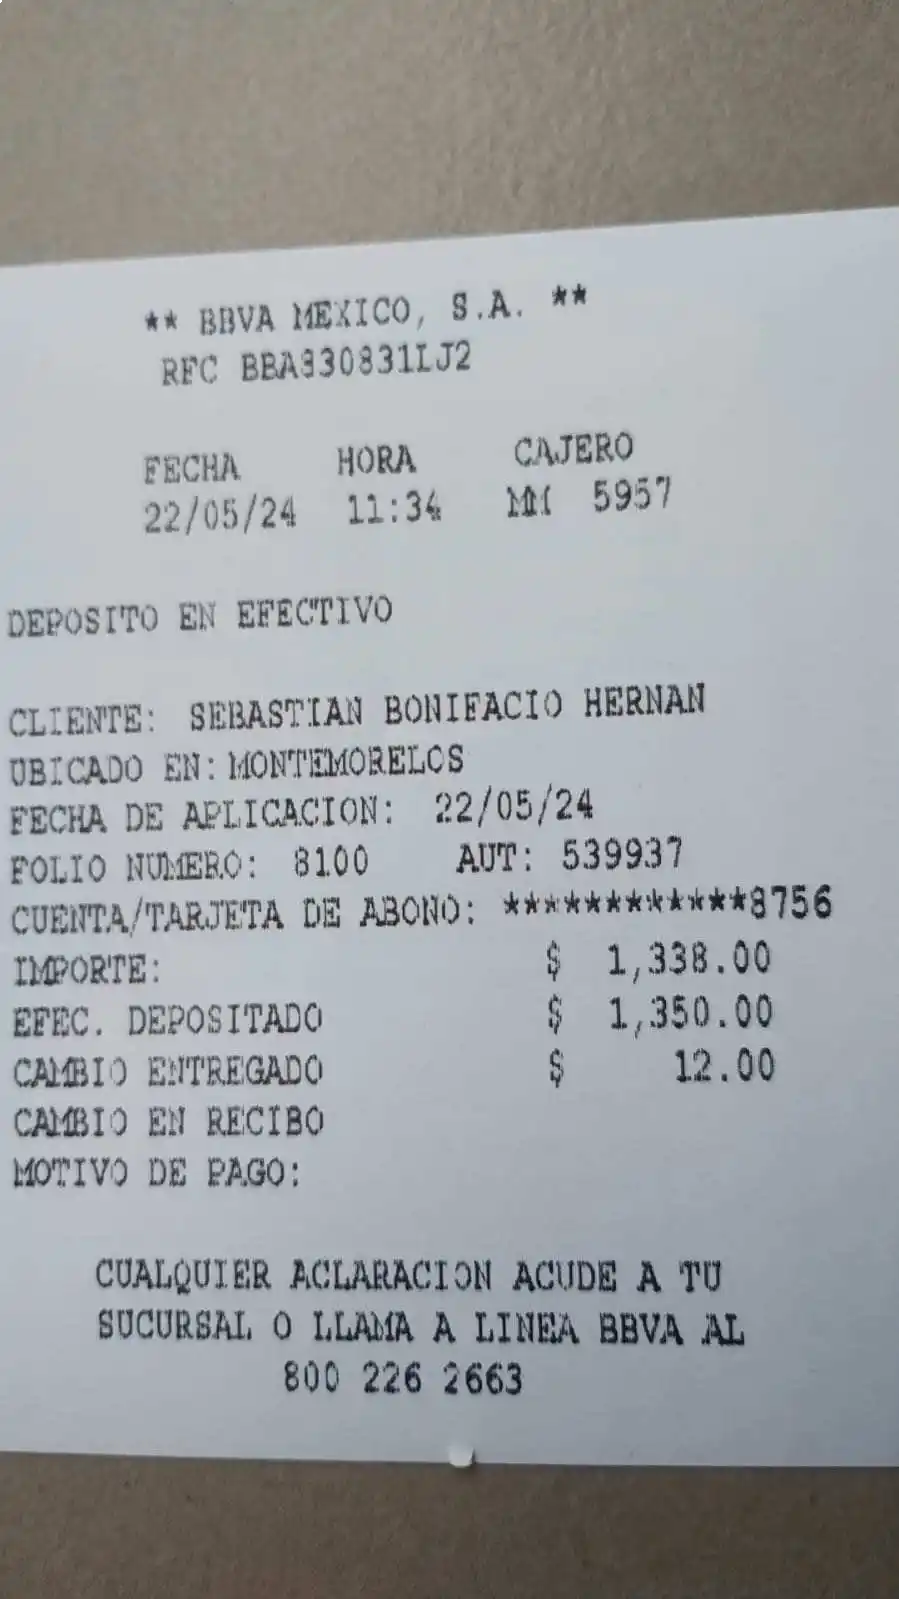 ** BBVA MEXICO, S.A. **
RFC BBA830831LJ2
FECHA HORA CAJERO
22/05/24 11:34 MM 5957
DEPOSITO EN EFECTIVO
CLIENTE: SEBASTIAN BONIFACIO HERNAN
UBICADO EN: MONTEMORELOS
FECHA DE APLICACION: 22/05/24
FOLIO NUMERO: 8100 AUT: 539937
CUENTA/TARJETA DE ABONO: ************8756
IMPORTE: $ 1,338.00
EFEC. DEPOSITADO $ 1,350.00
CAMBIO ENTREGADO $ 12.00
CAMBIO EN RECIBO
MOTIVO DE PAGO:
CUALQUIER ACLARACION ACUDE A TU
SUCURSAL O LLAMA A LINEA BBVA AL
800 226 2663